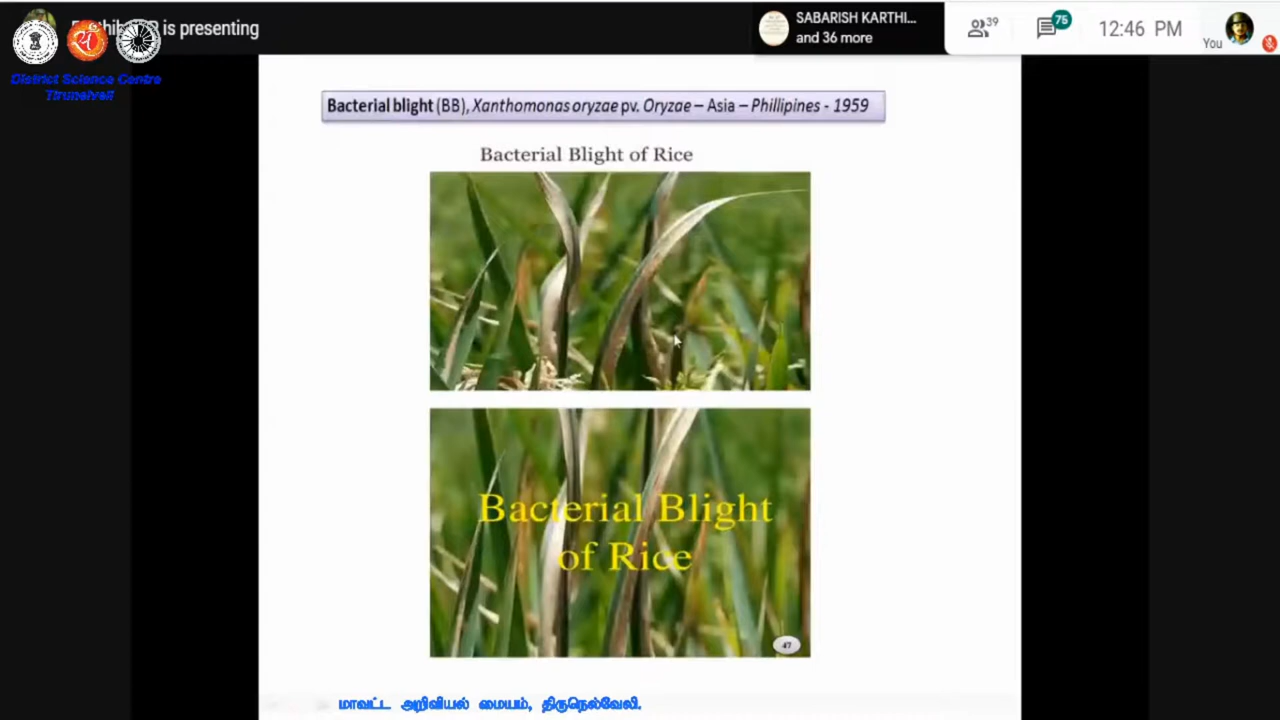 is presenting
SABARISH KARTHI...
and 36 more
39
75
12:46 PM
You
District Science Centre
Tirunelveli
Bacterial blight (BB), Xanthomonas oryzae pv. Oryzae – Asia – Phillipines - 1959
Bacterial Blight of Rice
Bacterial Blight
of Rice
47
மாவட்ட அறிவியல் மையம், திருநெல்வேலி.